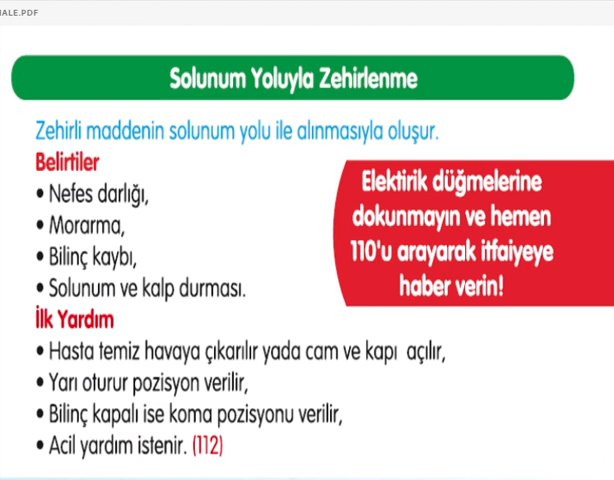 IALE.PDF
Solunum Yoluyla Zehirlenme
Zehirli maddenin solunum yolu ile alınmasıyla oluşur.
Belirtiler
• Nefes darlığı,
• Morarma,
• Bilinç kaybı,
• Solunum ve kalp durması.
Elektirik düğmelerine
dokunmayın ve hemen
110'u arayarak itfaiyeye
haber verin!
İlk Yardım
• Hasta temiz havaya çıkarılır yada cam ve kapı açılır,
• Yarı oturur pozisyon verilir,
• Bilinç kapalı ise koma pozisyonu verilir,
• Acil yardım istenir. (112)